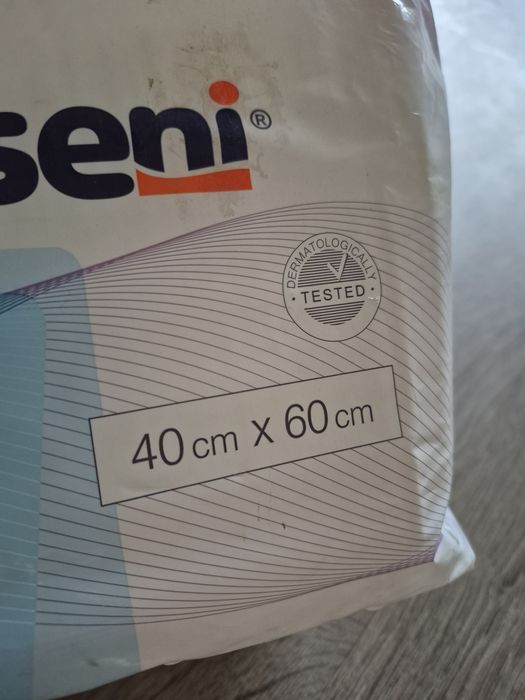 seni®
DERMATOLOGICALLY
· TESTED ·
40 cm x 60 cm